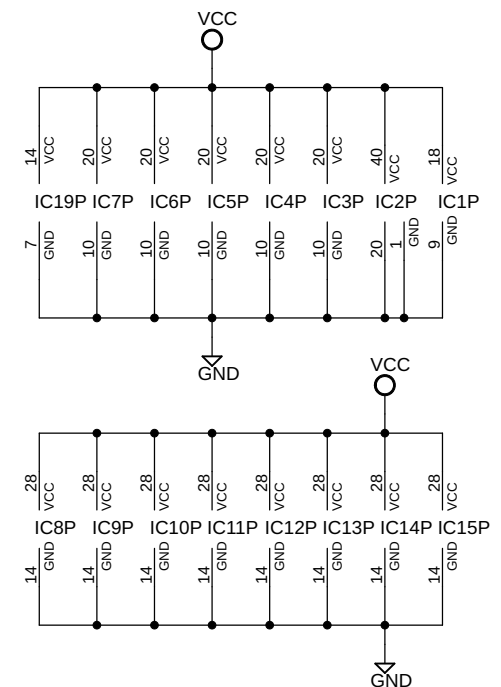 VCC
14 20 20 20 20 20 40 18
VCC VCC VCC VCC VCC VCC VCC VCC
IC19P IC7P IC6P IC5P IC4P IC3P IC2P IC1P
7 10 10 10 10 10 20 1 9
GND GND GND GND GND GND GND GND
GND
VCC
28 28 28 28 28 28 28 28
VCC VCC VCC VCC VCC VCC VCC VCC
IC8P IC9P IC10P IC11P IC12P IC13P IC14P IC15P
14 14 14 14 14 14 14 14
GND GND GND GND GND GND GND GND
GND